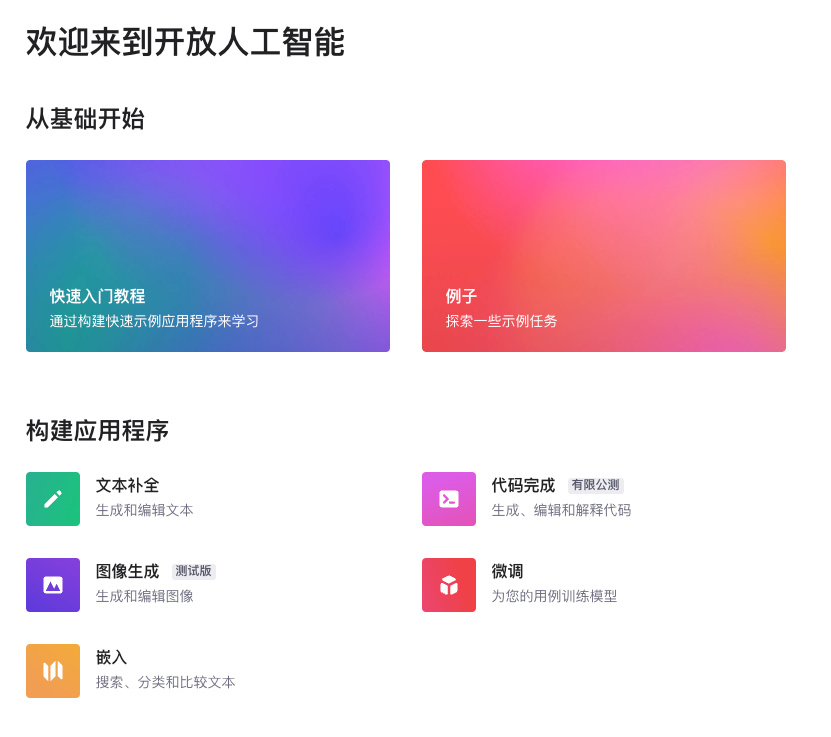 欢迎来到开放人工智能
从基础开始
快速入门教程
通过构建快速示例应用程序来学习
例子
探索一些示例任务
构建应用程序
文本补全
生成和编辑文本
代码完成 有限公测
生成、编辑和解释代码
图像生成 测试版
生成和编辑图像
微调
为您的用例训练模型
嵌入
搜索、分类和比较文本